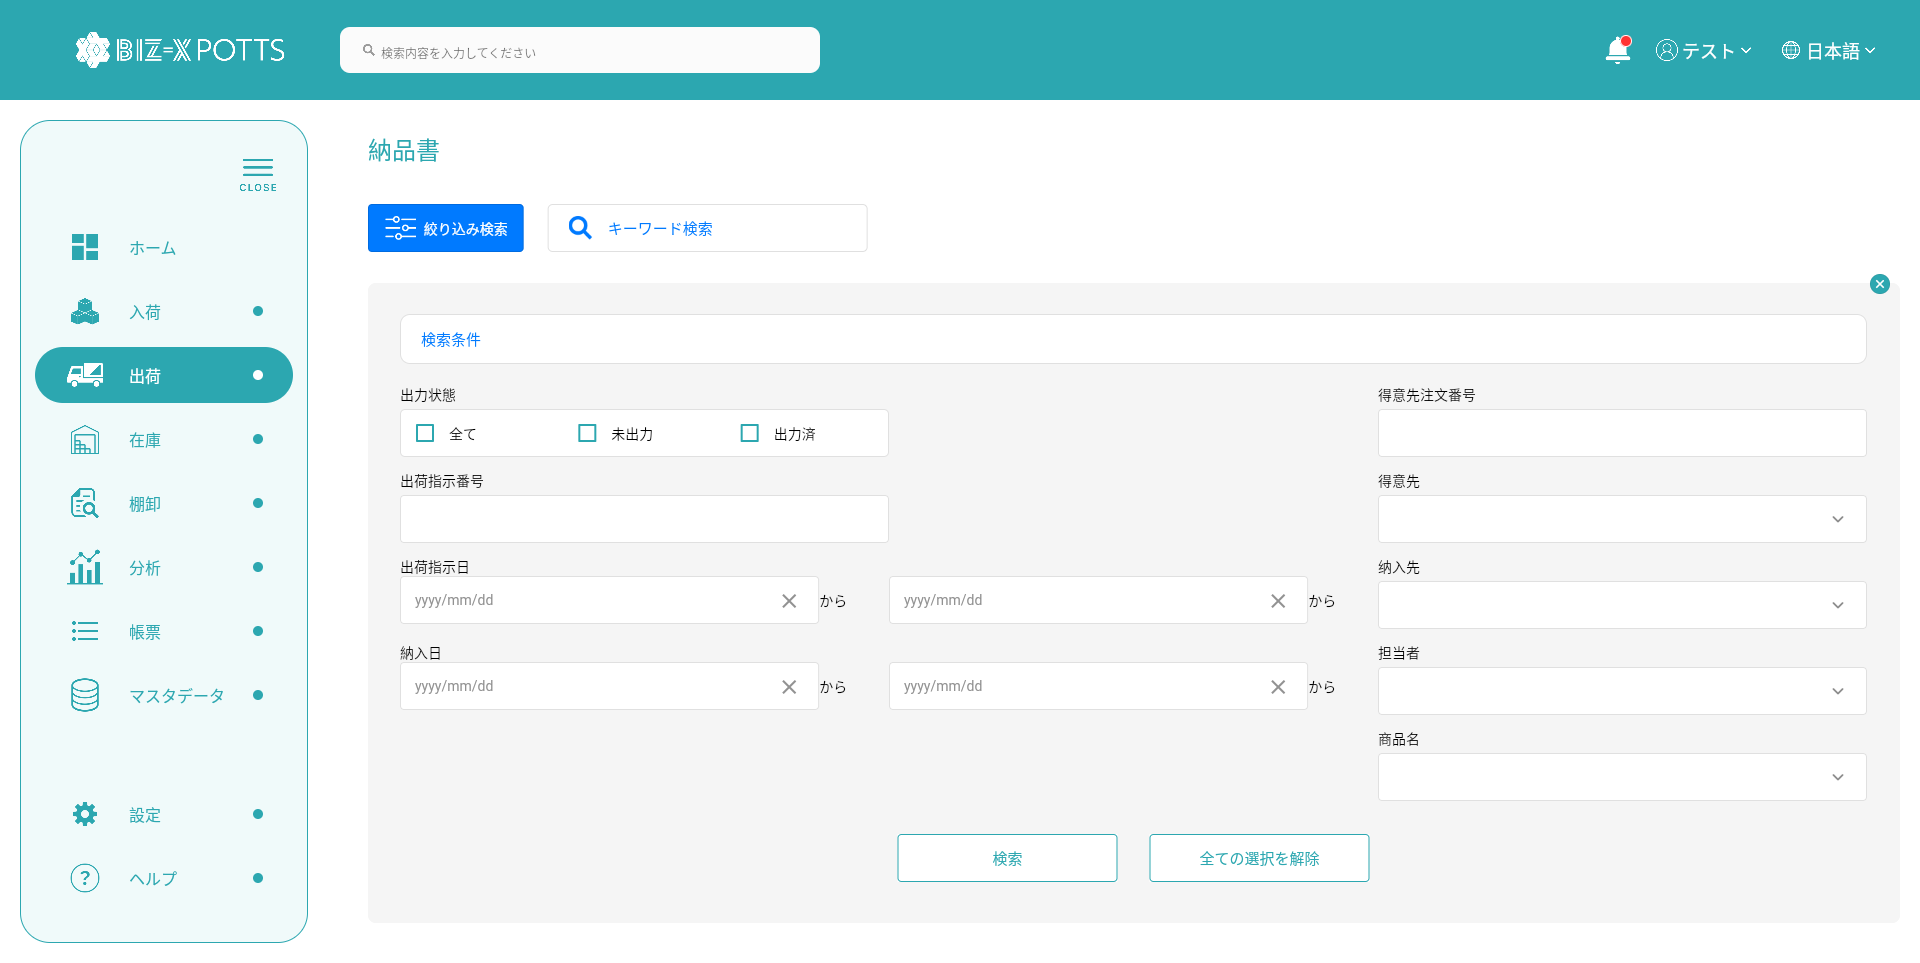 BIZ=X POTTS
検索内容を入力してください
テスト
日本語
CLOSE
ホーム
入荷
出荷
在庫
棚卸
分析
帳票
マスタデータ
設定
?
ヘルプ
納品書
絞り込み検索
キーワード検索
検索条件
出力状態
全て
未出力
出力済
出荷指示番号
出荷指示日
yyyy/mm/dd
から
yyyy/mm/dd
から
納入日
yyyy/mm/dd
から
yyyy/mm/dd
から
得意先注文番号
得意先
納入先
担当者
商品名
検索
全ての選択を解除